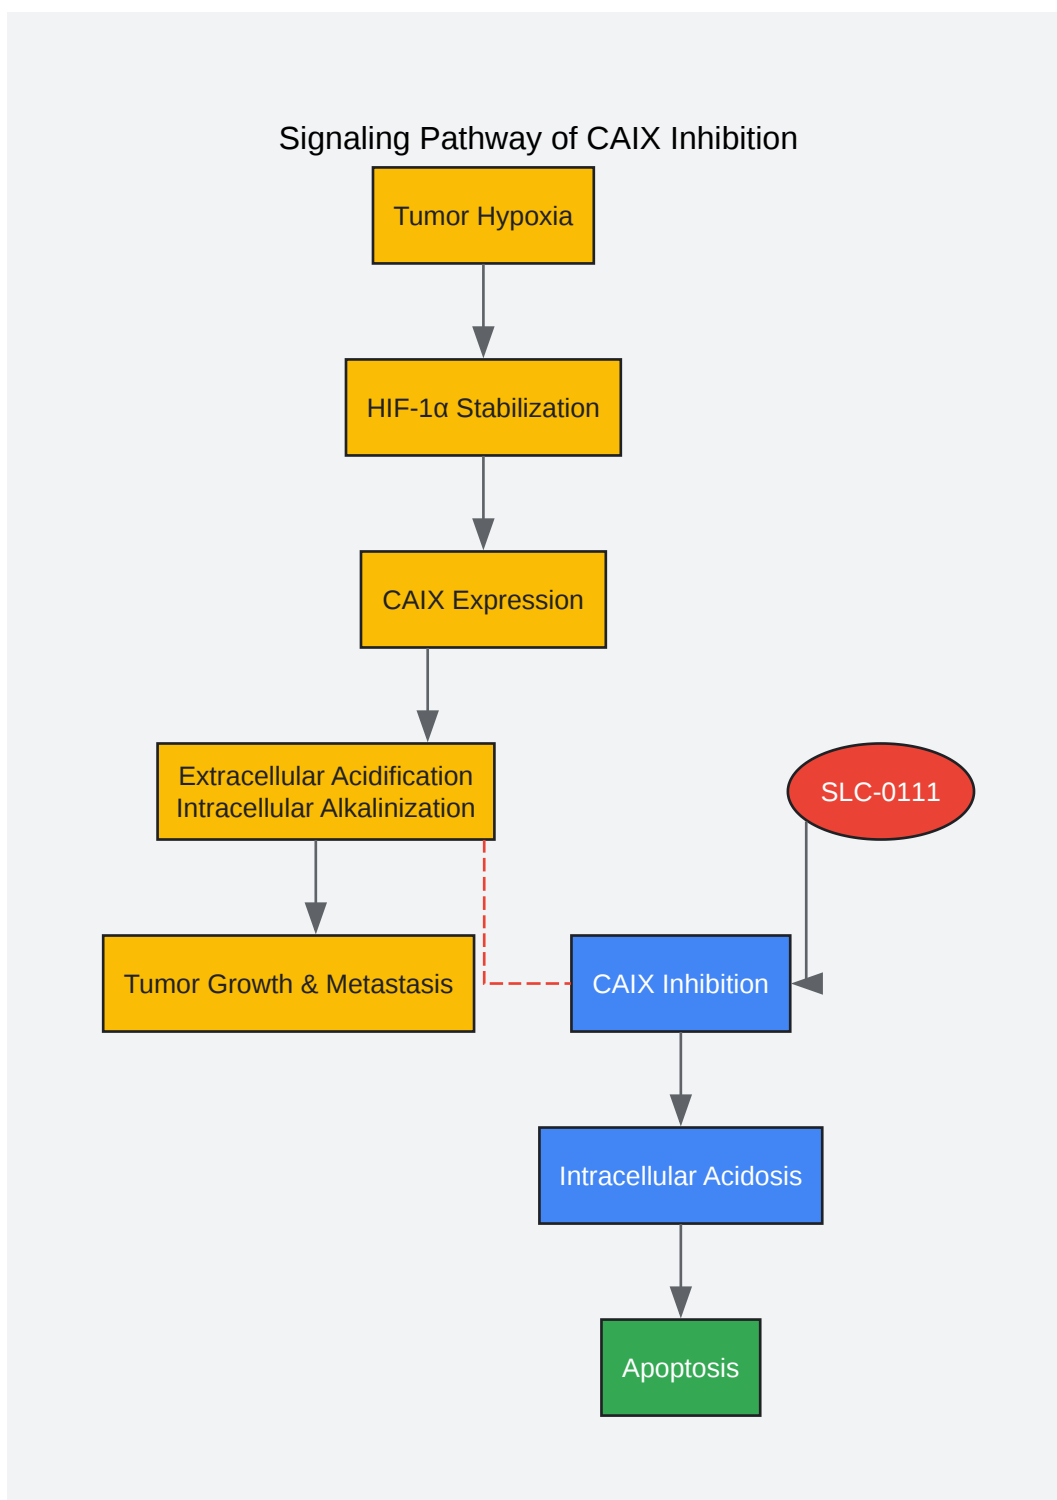 Signaling Pathway of CAIX Inhibition
Tumor Hypoxia
HIF-1α Stabilization
CAIX Expression
Extracellular Acidification
Intracellular Alkalinization
SLC-0111
Tumor Growth & Metastasis
CAIX Inhibition
Intracellular Acidosis
Apoptosis